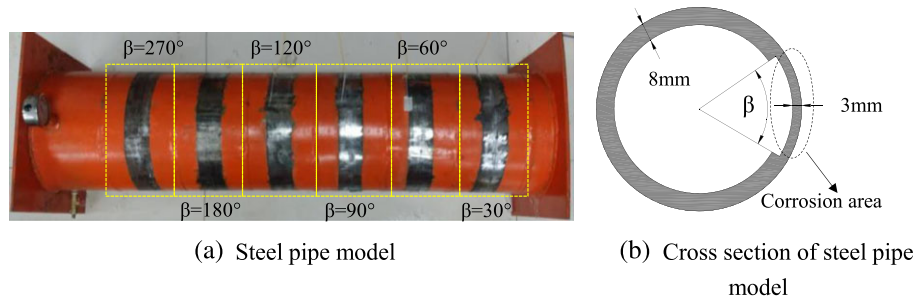 β=270°
β=120°
β=60°
β=180°
β=90°
β=30°
(a) Steel pipe model
8mm
β
3mm
Corrosion area
(b) Cross section of steel pipe
model